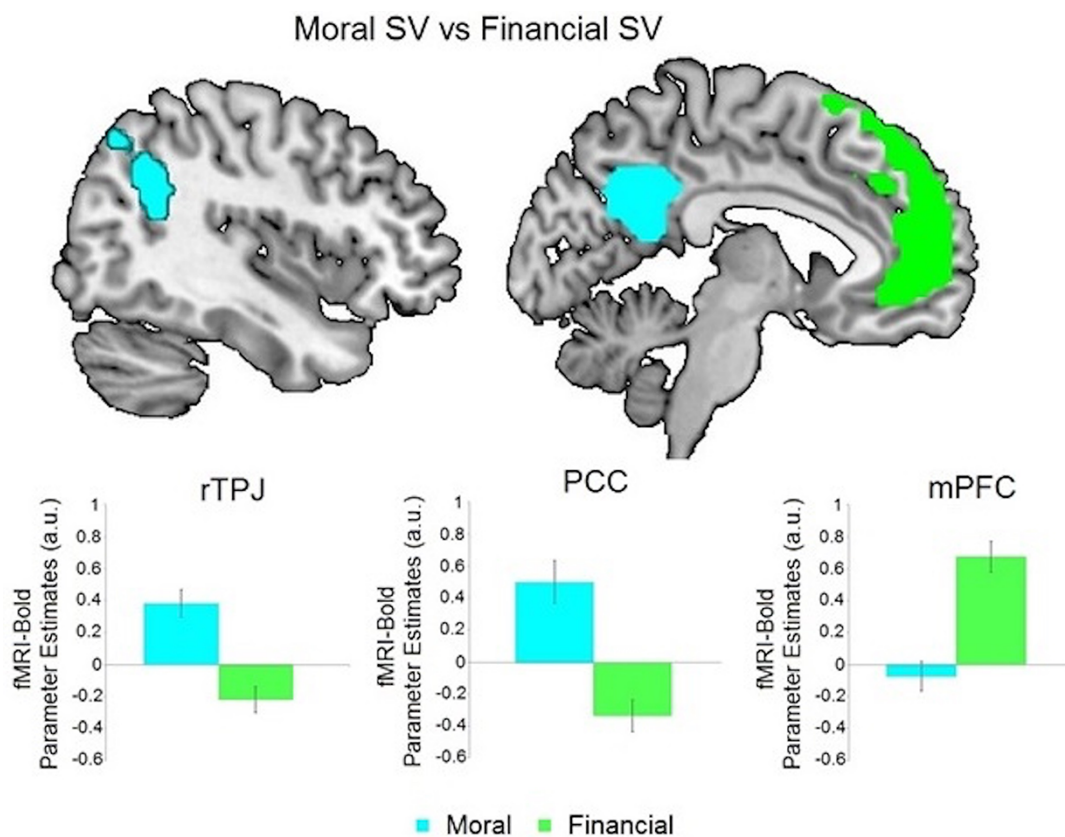 Moral SV vs Financial SV
rTPJ
fMRI-Bold
Parameter Estimates (a.u.)
1
0.8
0.6
0.4
0.2
0
-0.2
-0.4
-0.6
PCC
fMRI-Bold
Parameter Estimates (a.u.)
1
0.8
0.6
0.4
0.2
0
-0.2
-0.4
-0.6
mPFC
fMRI-Bold
Parameter Estimates (a.u.)
1
0.8
0.6
0.4
0.2
0
-0.2
-0.4
-0.6
Moral Financial